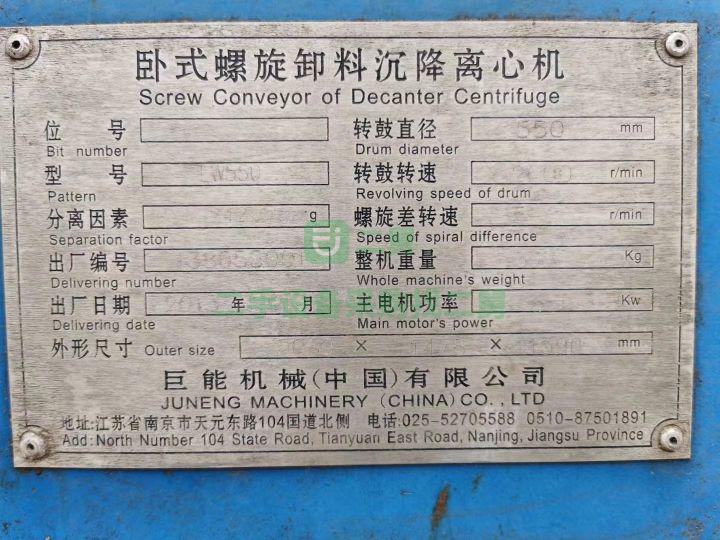 卧式螺旋卸料沉降离心机
Screw Conveyor of Decanter Centrifuge
位 号
Bit number
转鼓直径 550 mm
Drum diameter
型 号 LW550
Pattern
转鼓转速 r/min
Revolving speed of drum
分离因素 g
Separation factor
螺旋差转速 r/min
Speed of spiral difference
出厂编号
Delivering number
整机重量 Kg
Whole machine's weight
出厂日期 年 月
Delivering date
主电机功率 Kw
Main motor's power
外形尺寸 Outer size × × mm
巨能机械(中国)有限公司
JUNENG MACHINERY (CHINA) CO., LTD
地址:江苏省南京市天元东路104国道北侧 电话:025-52705588 0510-87501891
Add:North Number 104 State Road, Tianyuan East Road, Nanjing, Jiangsu Province